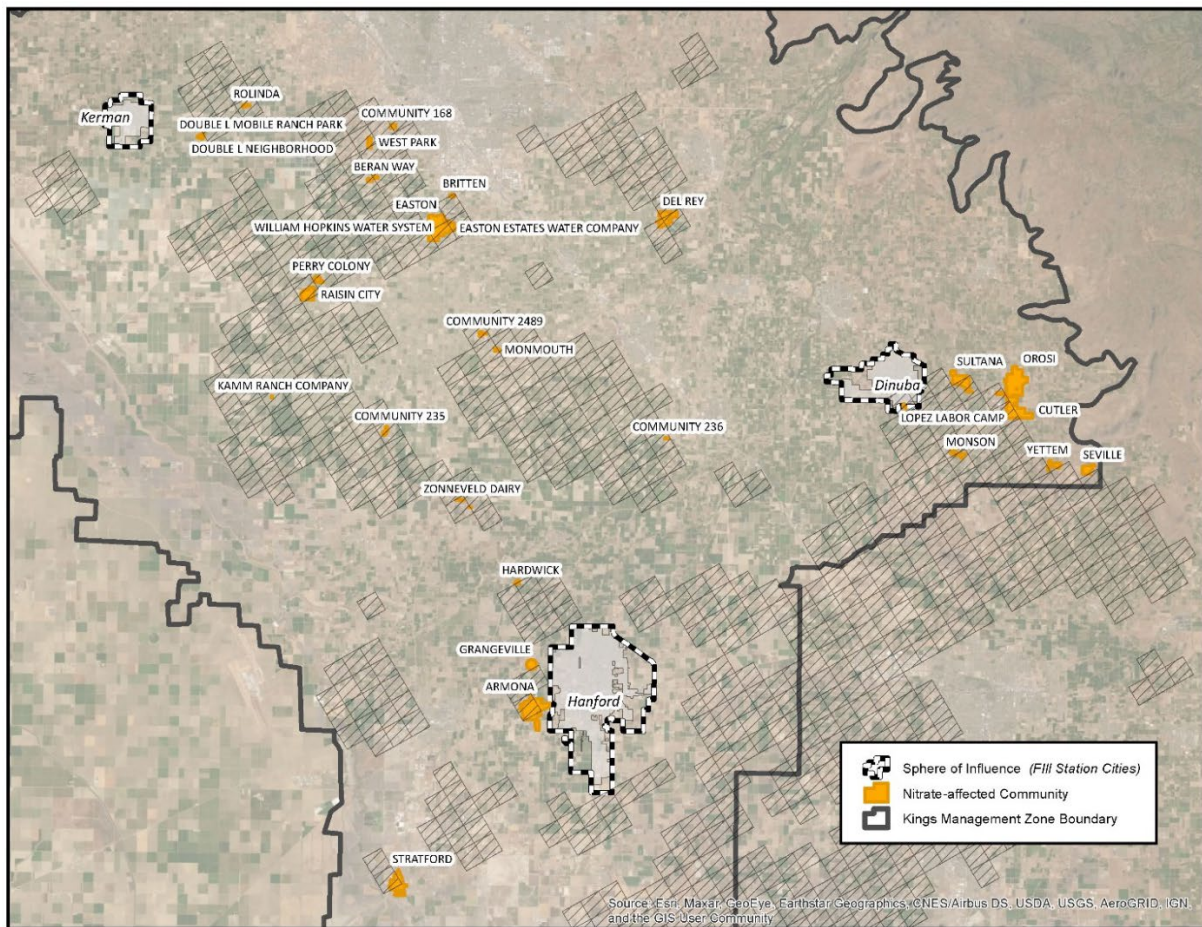 ROLINDA
Kerman
COMMUNITY 168
DOUBLE L MOBILE RANCH PARK
WEST PARK
DOUBLE L NEIGHBORHOOD
BERAN WAY
BRITTEN
EASTON
DEL REY
WILLIAM HOPKINS WATER SYSTEM
EASTON ESTATES WATER COMPANY
PERRY COLONY
RAISIN CITY
COMMUNITY 2489
MONMOUTH
SULTANA
OROSI
KAMM RANCH COMPANY
Dinuba
COMMUNITY 235
LOPEZ LABOR CAMP
CUTLER
COMMUNITY 236
MONSON
YETTEM
SEVILLE
ZONNEVELD DAIRY
HARDWICK
GRANGEVILLE
ARMONA
Hanford
Sphere of Influence (Fill Station Cities)
Nitrate-affected Community
Kings Management Zone Boundary
STRATFORD
Source: Esri, Maxar, GeoEye, Earthstar Geographics, CNES/Airbus DS, USDA, USGS, AeroGRID, IGN,
and the GIS User Community